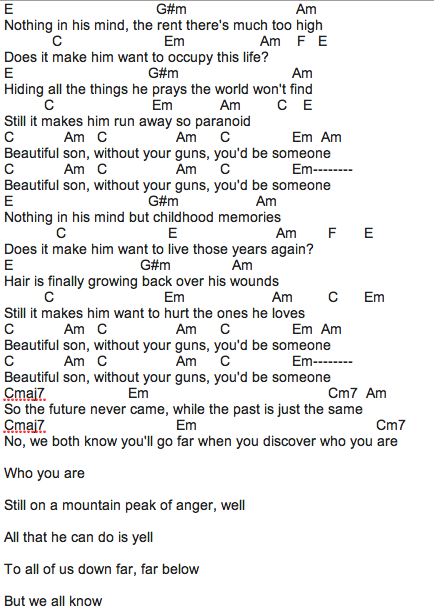 E G#m Am
Nothing in his mind, the rent there's much too high
C Em Am F E
Does it make him want to occupy this life?
E G#m Am
Hiding all the things he prays the world won't find
C Em Am C E
Still it makes him run away so paranoid
C Am C Am C Em Am
Beautiful son, without your guns, you'd be someone
C Am C Am C Em--------
Beautiful son, without your guns, you'd be someone
E G#m Am
Nothing in his mind but childhood memories
C E Am F E
Does it make him want to live those years again?
E G#m Am
Hair is finally growing back over his wounds
C Em Am C Em
Still it makes him want to hurt the ones he loves
C Am C Am C Em Am
Beautiful son, without your guns, you'd be someone
C Am C Am C Em--------
Beautiful son, without your guns, you'd be someone
Cmaj7 Em Cm7 Am
So the future never came, while the past is just the same
Cmaj7 Em Cm7
No, we both know you'll go far when you discover who you are
Who you are
Still on a mountain peak of anger, well
All that he can do is yell
To all of us down far, far below
But we all know